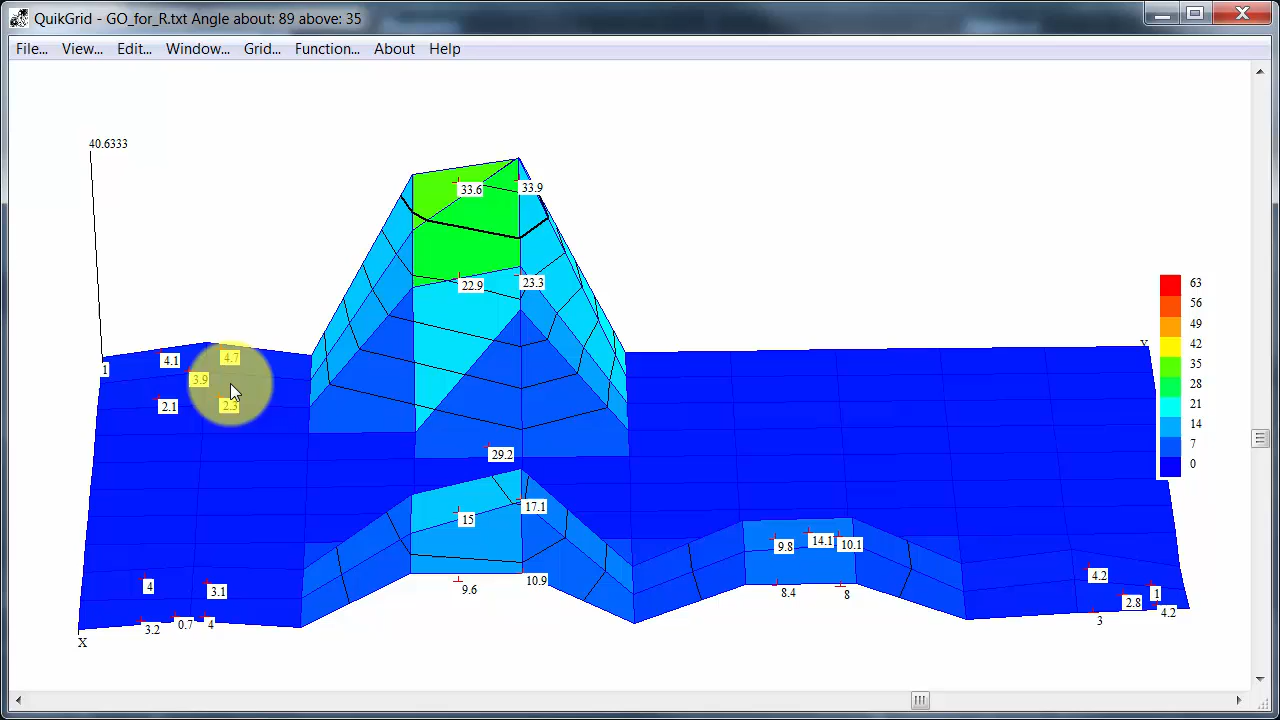 QuikGrid - GO_for_R.txt Angle about: 89 above: 35
File... View... Edit... Window... Grid... Function... About Help
40.6333
33.6 33.9
22.9 23.3
63
56
49
42
35
28
21
14
7
0
Y
1 4.1 4.7
3.9
2.1 2.3
29.2
15 17.1
9.8 14.1 10.1
4 3.1 9.6 10.9 8.4 8
4.2
2.8 1
3.2 0.7 4 3 4.2
X